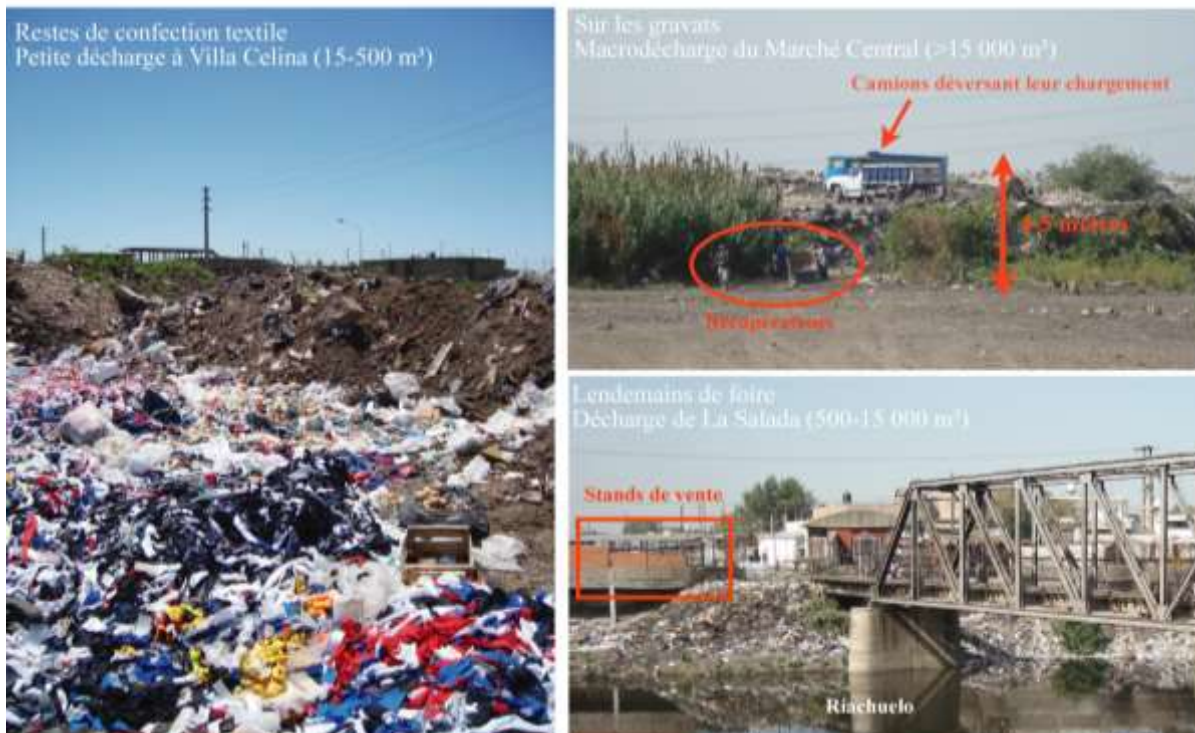 Restes de confection textile
Petite décharge à Villa Celina (15-500 m³)
Sur les gravats
Macrodécharge du Marché Central (>15 000 m³)
Camions déversant leur chargement
mètres
Récupérateurs
Lendemains de foire
Décharge de La Salada (500-15 000 m³)
Stands de vente
Riachuelo